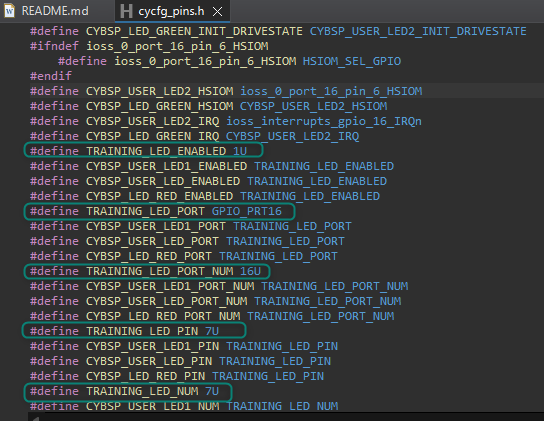 README.md
cycfg_pins.h
#define CYBSP_LED_GREEN_INIT_DRIVESTATE CYBSP_USER_LED2_INIT_DRIVESTATE
#ifndef ioss_0_port_16_pin_6_HSIOM
#define ioss_0_port_16_pin_6_HSIOM HSIOM_SEL_GPIO
#endif
#define CYBSP_USER_LED2_HSIOM ioss_0_port_16_pin_6_HSIOM
#define CYBSP_LED_GREEN_HSIOM CYBSP_USER_LED2_HSIOM
#define CYBSP_USER_LED2_IRQ ioss_interrupts_gpio_16_IRQn
#define CYBSP_LED_GREEN_IRQ CYBSP_USER_LED2_IRQ
#define TRAINING_LED_ENABLED 1U
#define CYBSP_USER_LED1_ENABLED TRAINING_LED_ENABLED
#define CYBSP_USER_LED_ENABLED TRAINING_LED_ENABLED
#define CYBSP_LED_RED_ENABLED TRAINING_LED_ENABLED
#define TRAINING_LED_PORT GPIO_PRT16
#define CYBSP_USER_LED1_PORT TRAINING_LED_PORT
#define CYBSP_USER_LED_PORT TRAINING_LED_PORT
#define CYBSP_LED_RED_PORT TRAINING_LED_PORT
#define TRAINING_LED_PORT_NUM 16U
#define CYBSP_USER_LED1_PORT_NUM TRAINING_LED_PORT_NUM
#define CYBSP_USER_LED_PORT_NUM TRAINING_LED_PORT_NUM
#define CYBSP_LED_RED_PORT_NUM TRAINING_LED_PORT_NUM
#define TRAINING_LED_PIN 7U
#define CYBSP_USER_LED1_PIN TRAINING_LED_PIN
#define CYBSP_USER_LED_PIN TRAINING_LED_PIN
#define CYBSP_LED_RED_PIN TRAINING_LED_PIN
#define TRAINING_LED_NUM 7U
#define CYBSP_USER_LED1_NUM TRAINING_LED_NUM